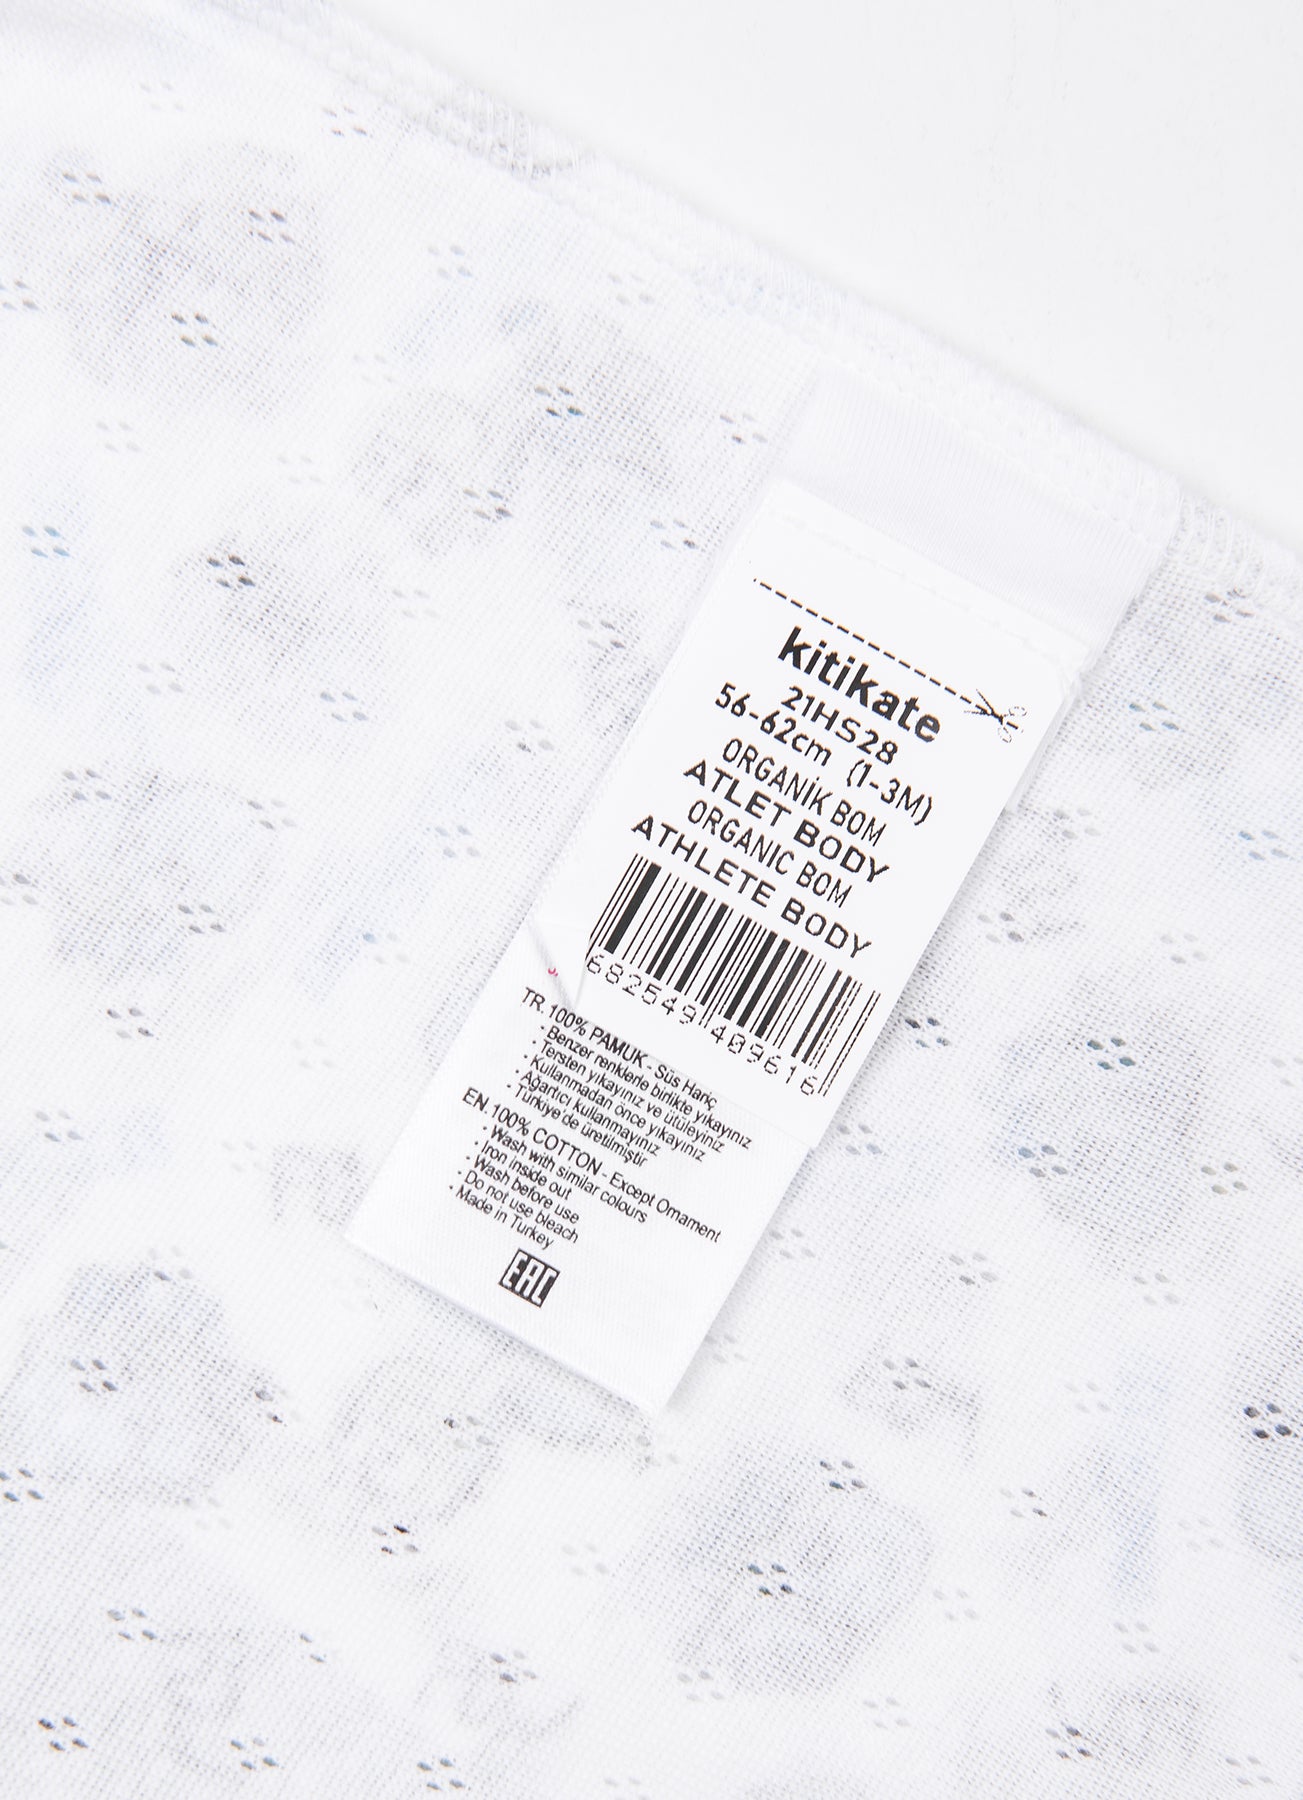 kitikate
21HS28
56-62cm (1-3M)
ORGANİK BOM
ATLET BODY
ORGANIC BOM
ATHLETE BODY
682549 409616
TR. 100% PAMUK - Süs Hariç
- Benzer renklerle birlikte yıkayınız
- Tersten yıkayınız ve ütüleyiniz
- Kullanmadan önce yıkayınız
- Ağartıcı kullanmayınız
- Türkiye'de üretilmiştir
EN. 100% COTTON - Except Ornament
- Wash with similar colours
- Iron inside out
- Wash before use
- Do not use bleach
- Made in Turkey
EAC